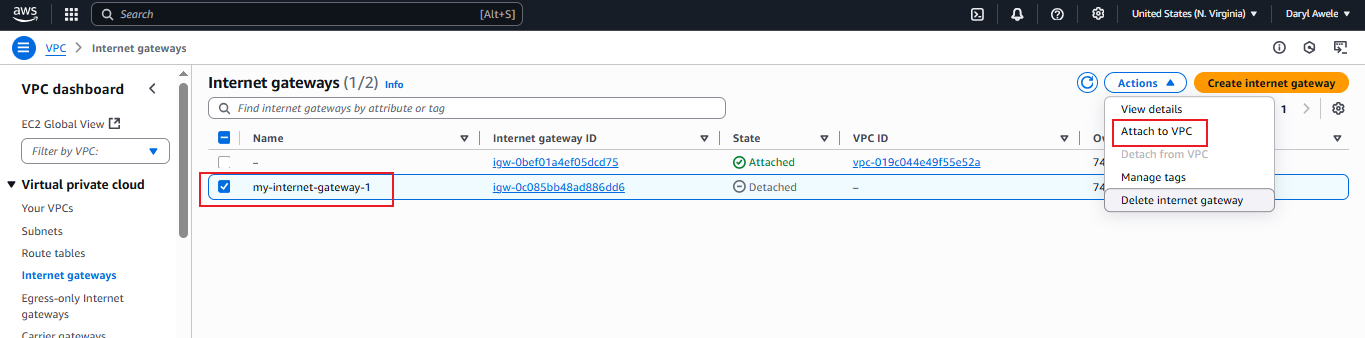 aws Search [Alt+S] United States (N. Virginia) Daryl Awele
VPC > Internet gateways
VPC dashboard
EC2 Global View
Filter by VPC:
Virtual private cloud
Your VPCs
Subnets
Route tables
Internet gateways
Egress-only Internet
gateways
Carrier gateways
Internet gateways (1/2) Info
Actions
Create internet gateway
Find internet gateways by attribute or tag
1
Name Internet gateway ID State VPC ID
– igw-0bef01a4ef05dcd75 Attached vpc-019c044e49f55e52a 74
my-internet-gateway-1 igw-0c085bb48ad886dd6 Detached – 74
View details
Attach to VPC
Detach from VPC
Manage tags
Delete internet gateway